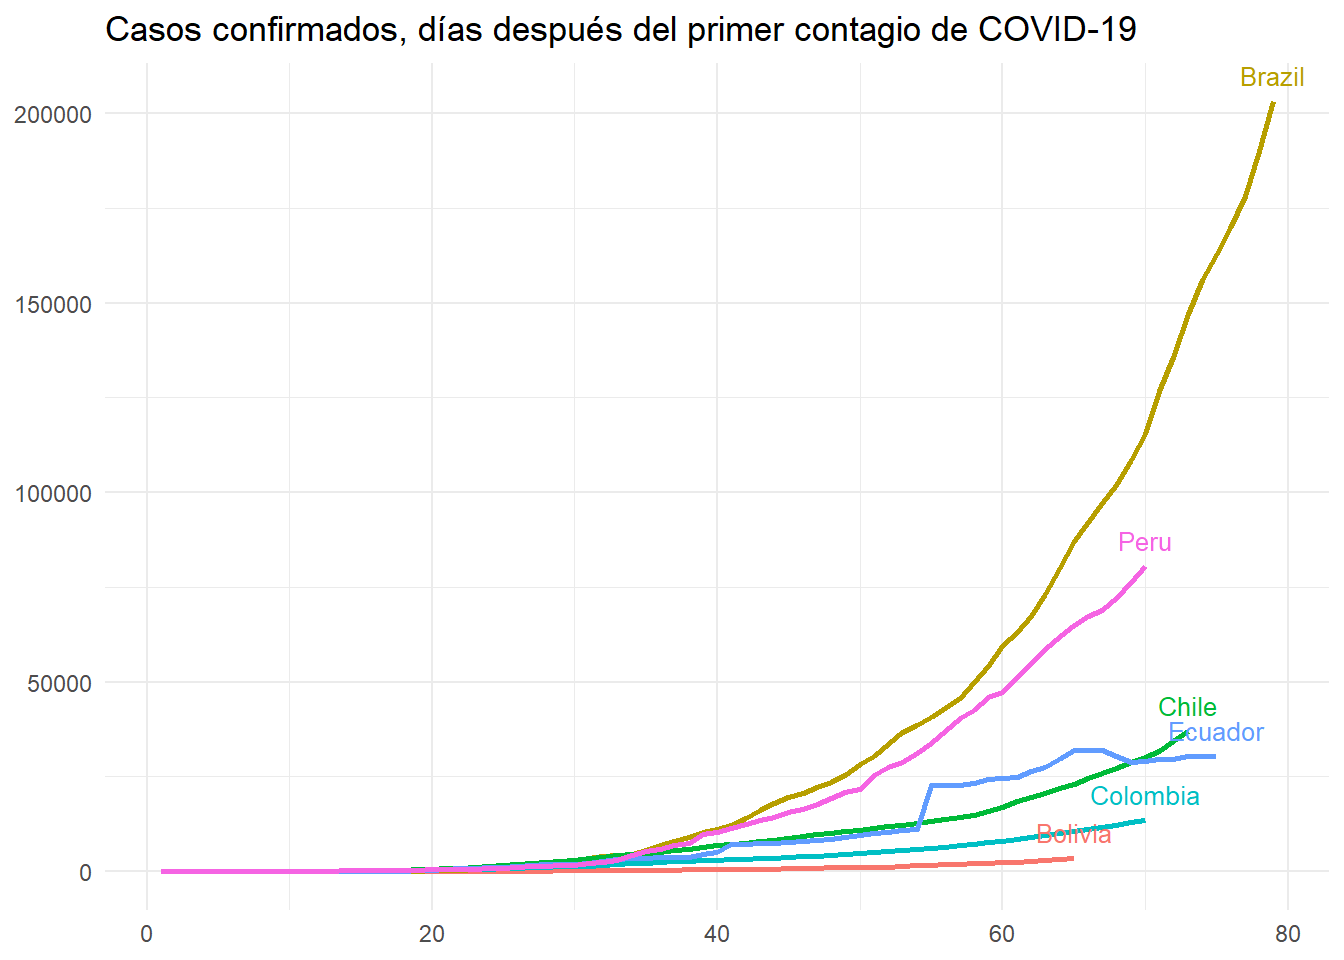 Casos confirmados, días después del primer contagio de COVID-19
Brazil
200000
150000
100000
Peru
50000
Chile
Ecuador
Colombia
Bolivia
0
0 20 40 60 80